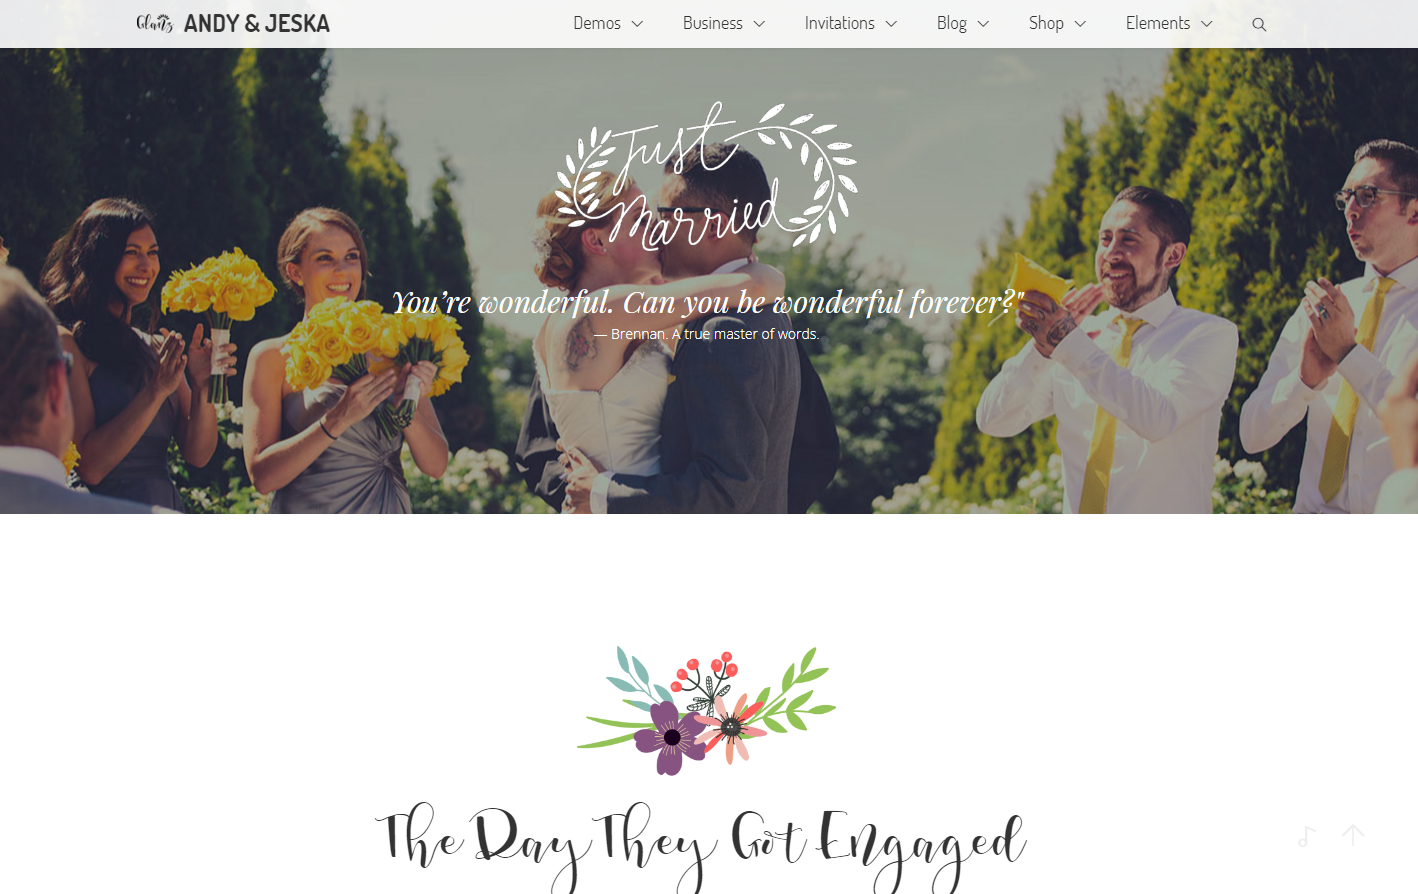 Glanz ANDY & JESKA Demos Business Invitations Blog Shop Elements
Just
Married
You’re wonderful. Can you be wonderful forever?"
— Brennan. A true master of words.
The Day They Got Engaged